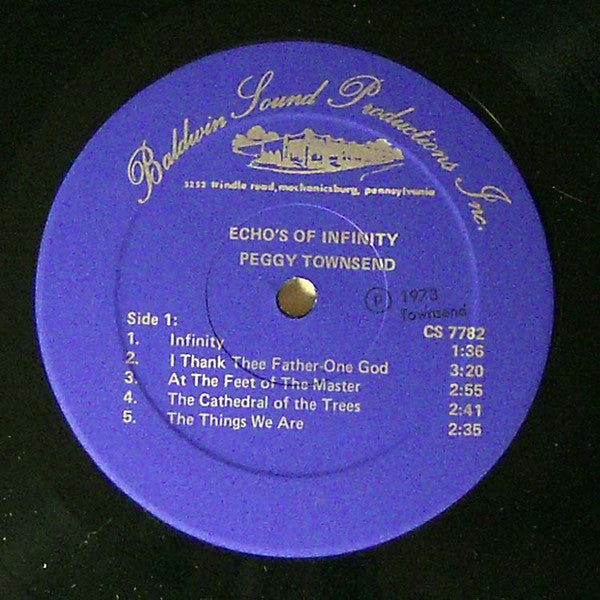 Baldwin Sound Productions Inc.
3252 trindle road, mechanicsburg, pennsylvania
ECHO'S OF INFINITY
PEGGY TOWNSEND
Ⓟ 1973
Townsend
Side 1:
CS 7782
1. Infinity 1:36
2. I Thank Thee Father-One God 3:20
3. At The Feet of The Master 2:55
4. The Cathedral of the Trees 2:41
5. The Things We Are 2:35